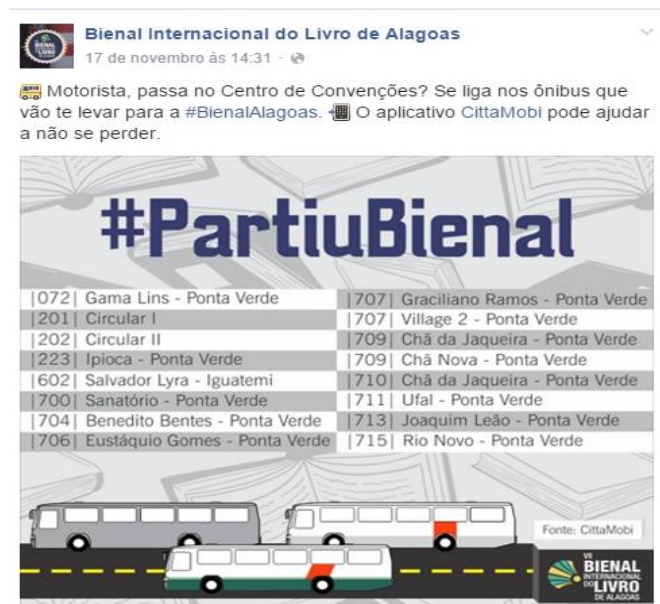 Bienal Internacional do Livro de Alagoas
17 de novembro às 14:31 ·
Motorista, passa no Centro de Convenções? Se liga nos ônibus que
vão te levar para a #BienalAlagoas. O aplicativo CittaMobi pode ajudar
a não se perder.
#PartiuBienal
|072| Gama Lins - Ponta Verde
|201| Circular I
|202| Circular II
|223| Ipioca - Ponta Verde
|602| Salvador Lyra - Iguatemi
|700| Sanatório - Ponta Verde
|704| Benedito Bentes - Ponta Verde
|706| Eustáquio Gomes - Ponta Verde
|707| Graciliano Ramos - Ponta Verde
|707| Village 2 - Ponta Verde
|709| Chã da Jaqueira - Ponta Verde
|709| Chã Nova - Ponta Verde
|710| Chã da Jaqueira - Ponta Verde
|711| Ufal - Ponta Verde
|713| Joaquim Leão - Ponta Verde
|715| Rio Novo - Ponta Verde
Fonte: CittaMobi
VII
BIENAL
INTERNACIONAL
DO LIVRO
DE ALAGOAS